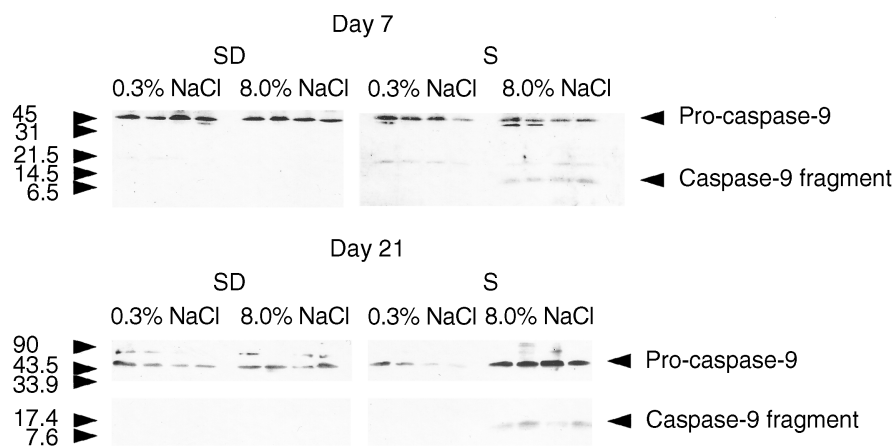 Day 7
SD S
0.3% NaCl 8.0% NaCl 0.3% NaCl 8.0% NaCl
45
31
21.5
14.5
6.5
Pro-caspase-9
Caspase-9 fragment
Day 21
SD S
0.3% NaCl 8.0% NaCl 0.3% NaCl 8.0% NaCl
90
43.5
33.9
17.4
7.6
Pro-caspase-9
Caspase-9 fragment